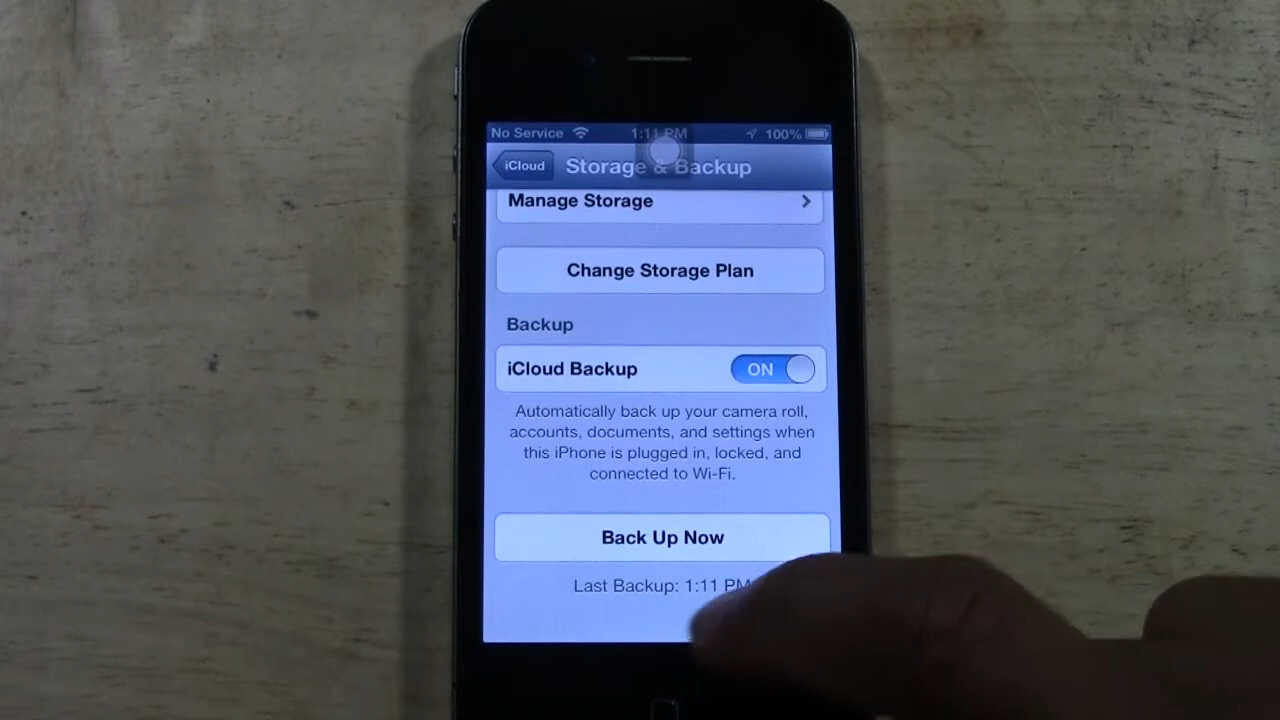 No Service 1:11 PM 100%
iCloud Storage & Backup
Manage Storage
Change Storage Plan
Backup
iCloud Backup ON
Automatically back up your camera roll,
accounts, documents, and settings when
this iPhone is plugged in, locked, and
connected to Wi-Fi.
Back Up Now
Last Backup: 1:11 PM